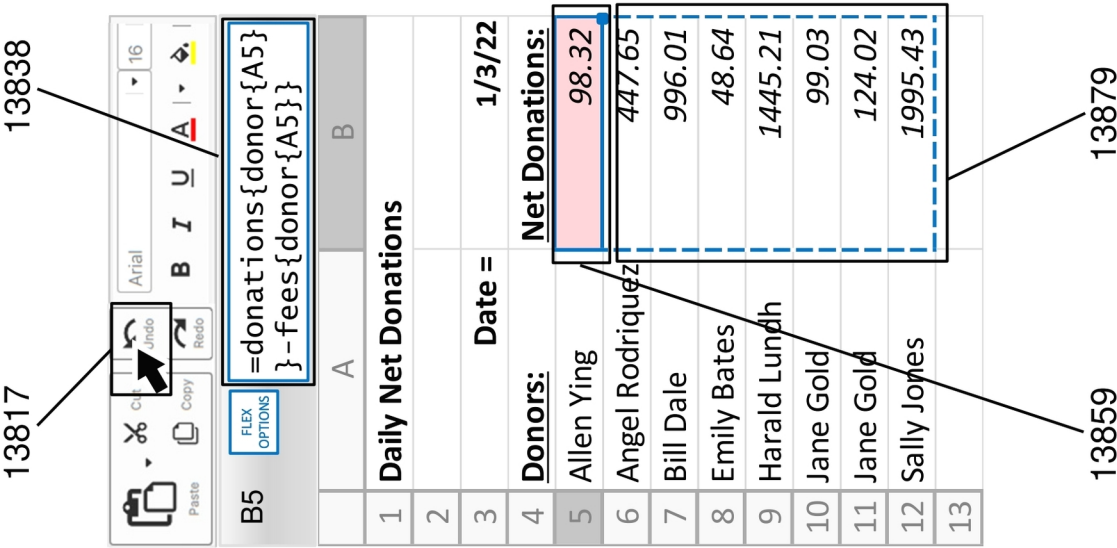 13817
13838
Paste
Cut
Copy
Undo
Redo
Arial
16
B I U A
B5
FLEX
OPTIONS
=donations{donor{A5}
}-fees{donor{A5}}
A B
1 Daily Net Donations
2
3 Date = 1/3/22
4 Donors: Net Donations:
5 Allen Ying 98.32
6 Angel Rodriquez 447.65
7 Bill Dale 996.01
8 Emily Bates 48.64
9 Harald Lundh 1445.21
10 Jane Gold 99.03
11 Jane Gold 124.02
12 Sally Jones 1995.43
13
13859
13879